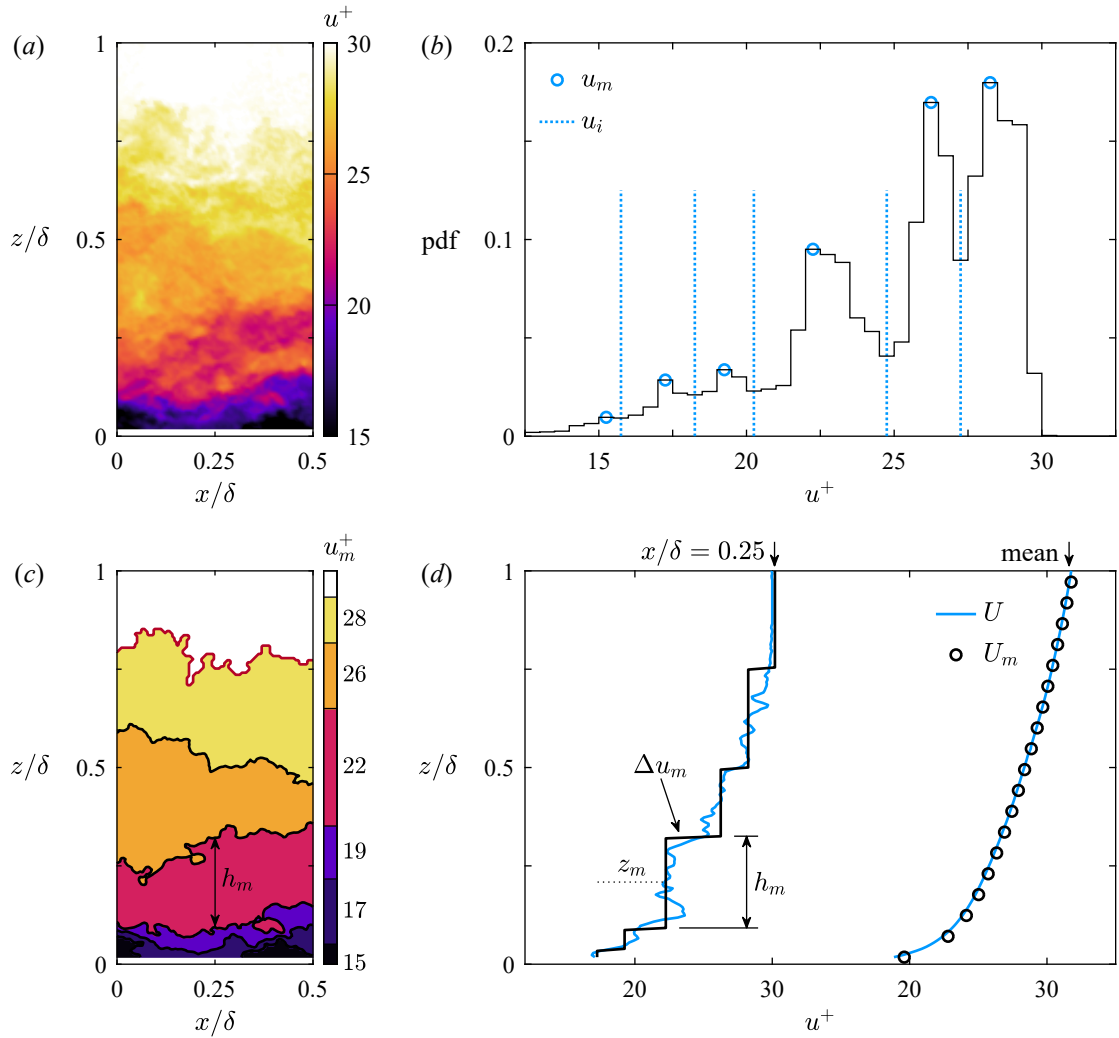 (a)
u⁺
1
0.5
0
z/δ
0
0.25
0.5
x/δ
30
25
20
15
(b)
0.2
0.1
0
pdf
u_m
u_i
15
20
25
30
u⁺
(c)
u_m⁺
1
0.5
0
z/δ
h_m
0
0.25
0.5
x/δ
28
26
22
19
17
15
(d)
x/δ = 0.25
mean
1
0.5
0
z/δ
U
U_m
Δu_m
z_m
h_m
20
30
20
30
u⁺